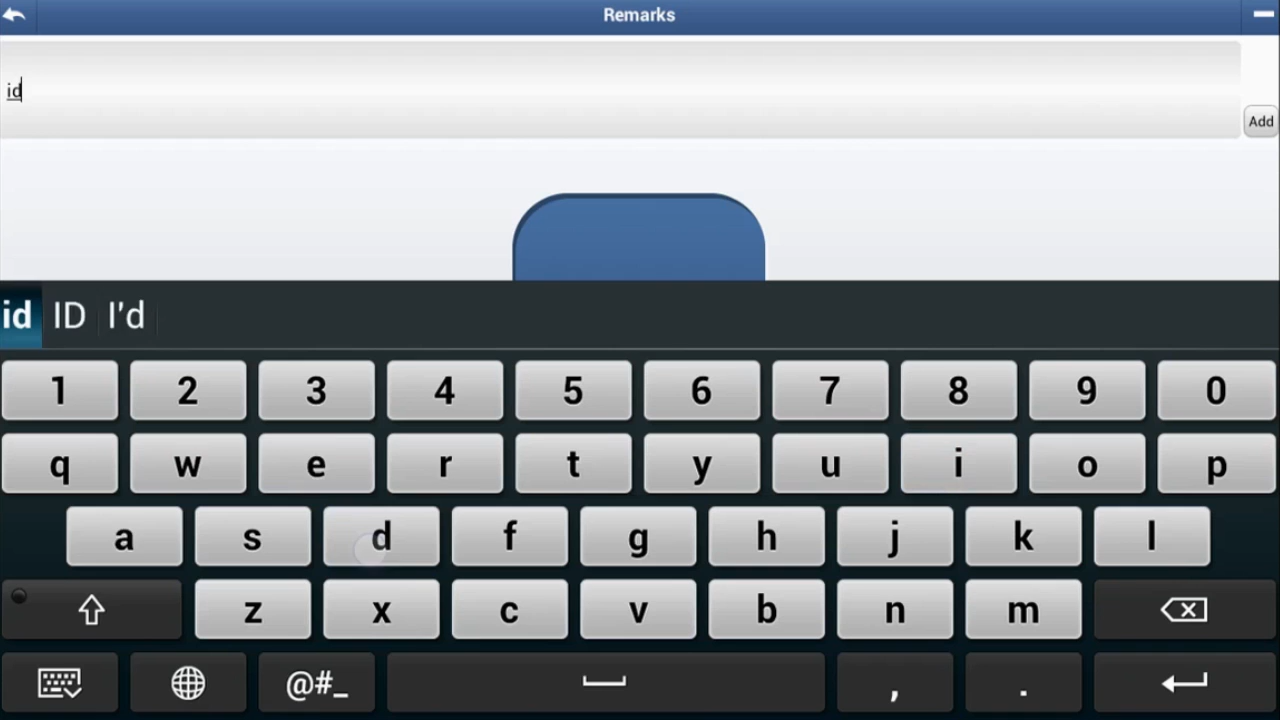 Remarks
id
Add
id ID I'd
1 2 3 4 5 6 7 8 9 0
q w e r t y u i o p
a s d f g h j k l
z x c v b n m
@#_ , .